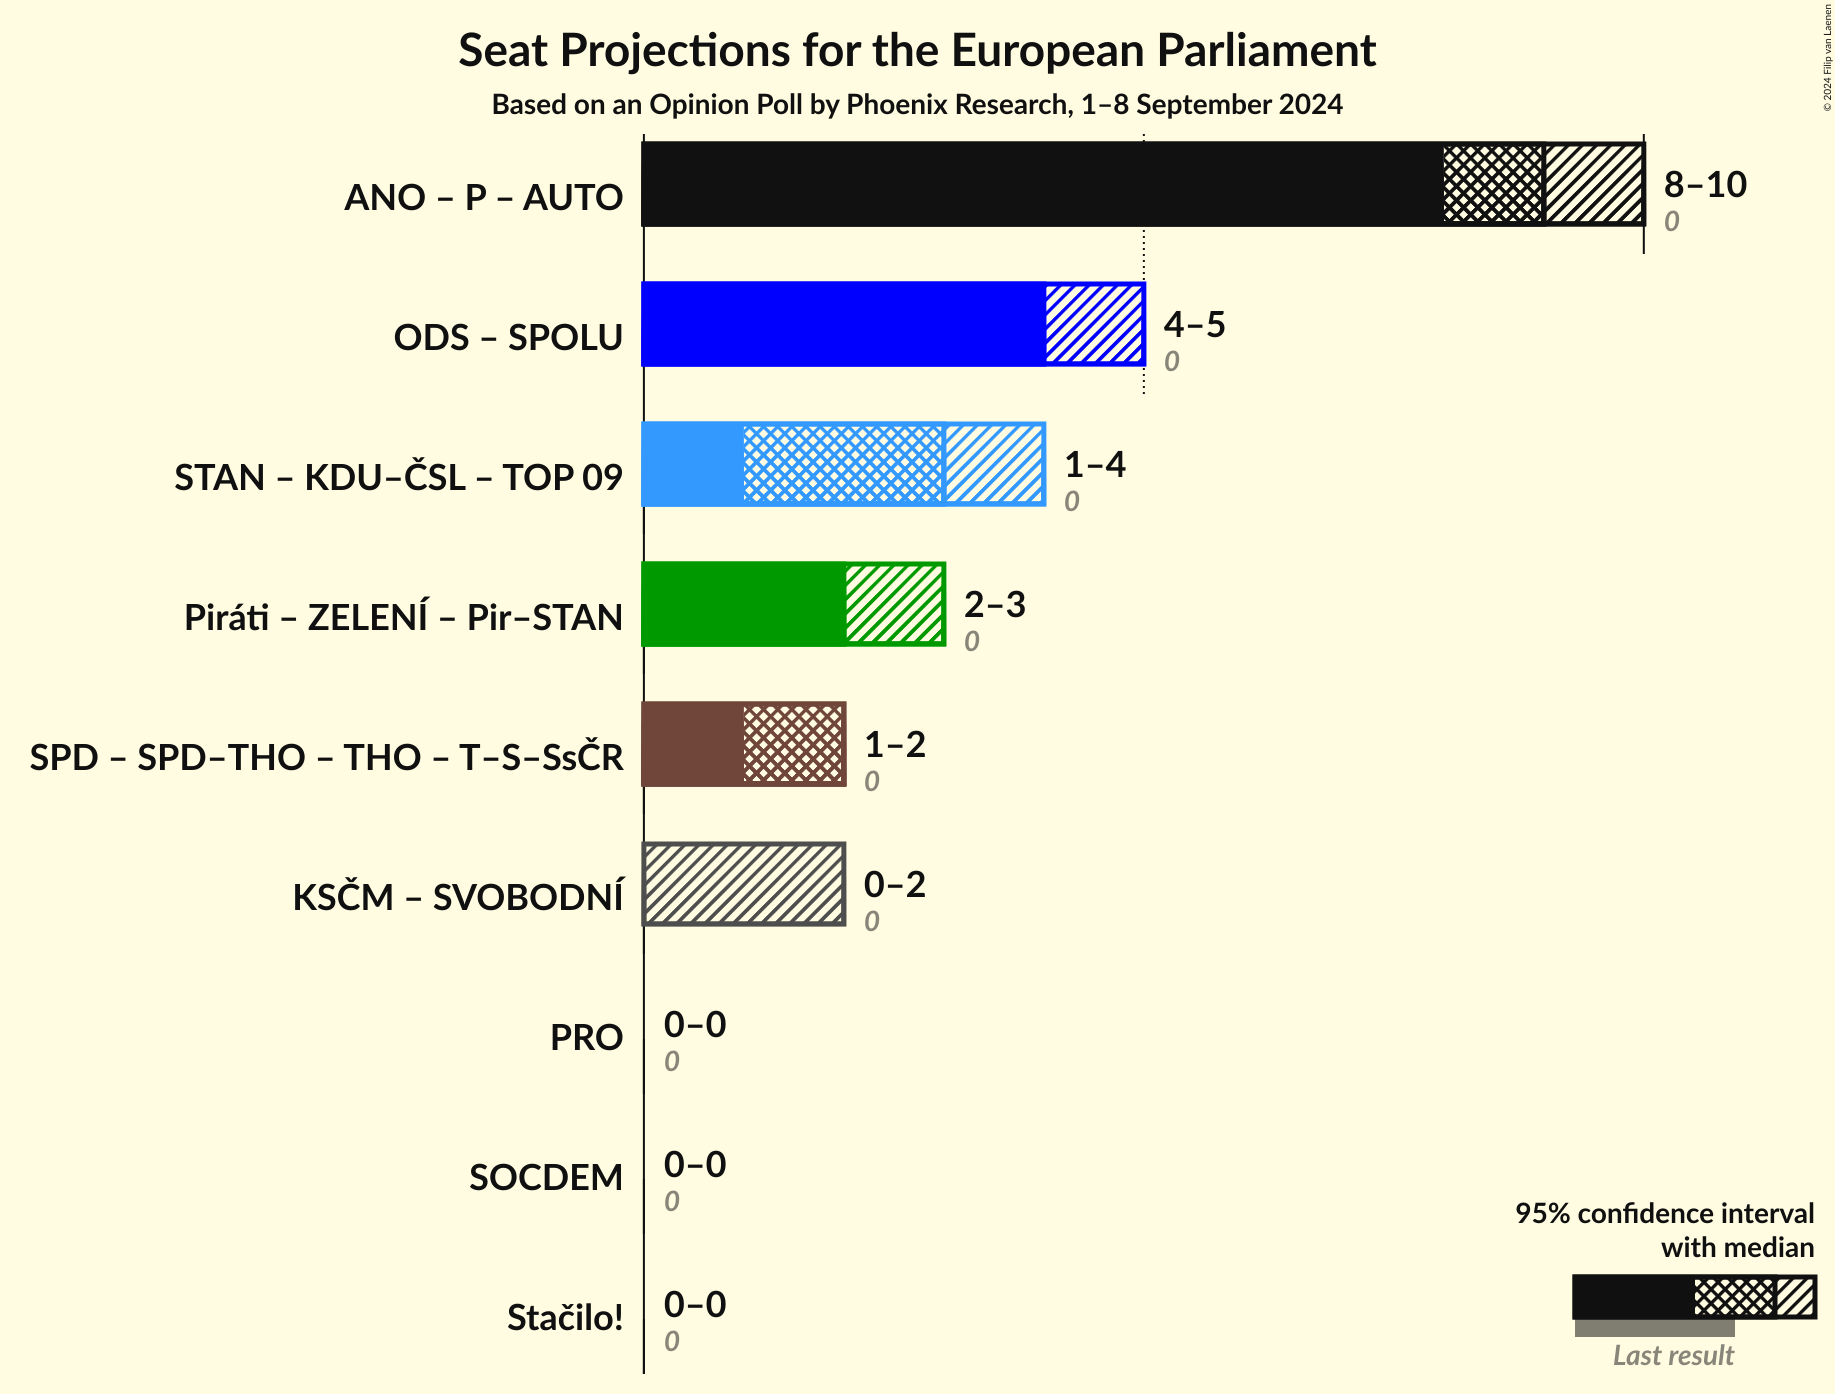 Seat Projections for the European Parliament
Based on an Opinion Poll by Phoenix Research, 1–8 September 2024
© 2024 Filip van Laenen
ANO – P – AUTO
8–10
0
ODS – SPOLU
4–5
0
STAN – KDU–ČSL – TOP 09
1–4
0
Piráti – ZELENÍ – Pir–STAN
2–3
0
SPD – SPD–THO – THO – T–S–SsČR
1–2
0
KSČM – SVOBODNÍ
0–2
0
PRO
0–0
0
SOCDEM
0–0
0
Stačilo!
0–0
0
95% confidence interval
with median
Last result